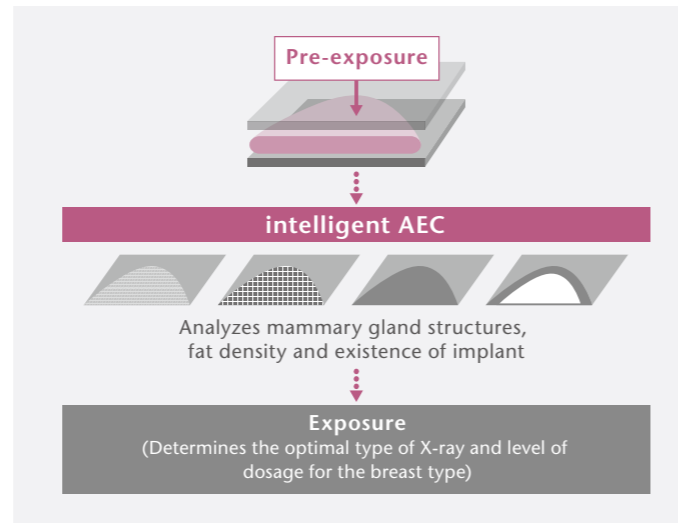 Pre-exposure
intelligent AEC
Analyzes mammary gland structures,
fat density and existence of implant
Exposure
(Determines the optimal type of X-ray and level of
dosage for the breast type)